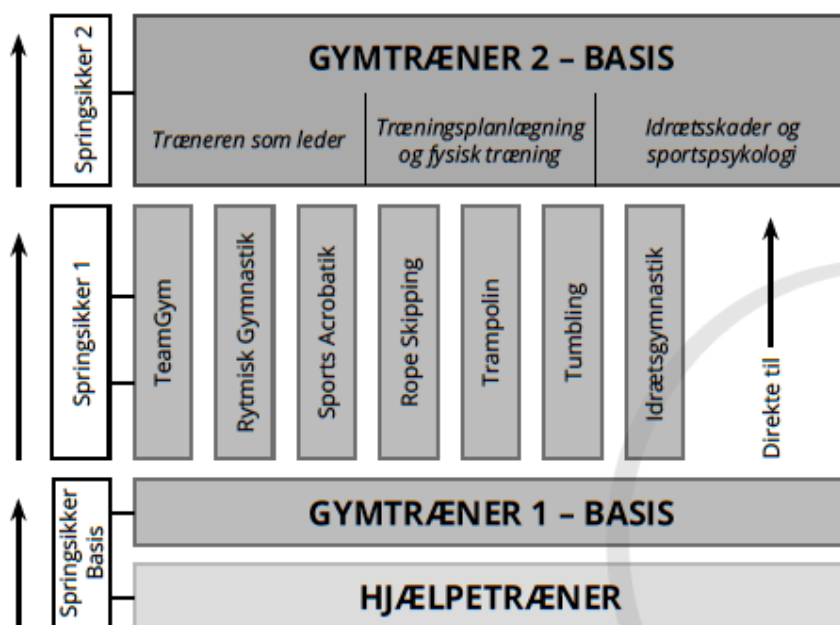 Springsikker 2
GYMTRÆNER 2 – BASIS
Træneren som leder
Træningsplanlægning
og fysisk træning
Idrætsskader og
sportspsykologi
Springsikker 1
TeamGym
Rytmisk Gymnastik
Sports Acrobatik
Rope Skipping
Trampolin
Tumbling
Idrætsgymnastik
Direkte til
Springsikker
Basis
GYMTRÆNER 1 – BASIS
HJÆLPETRÆNER